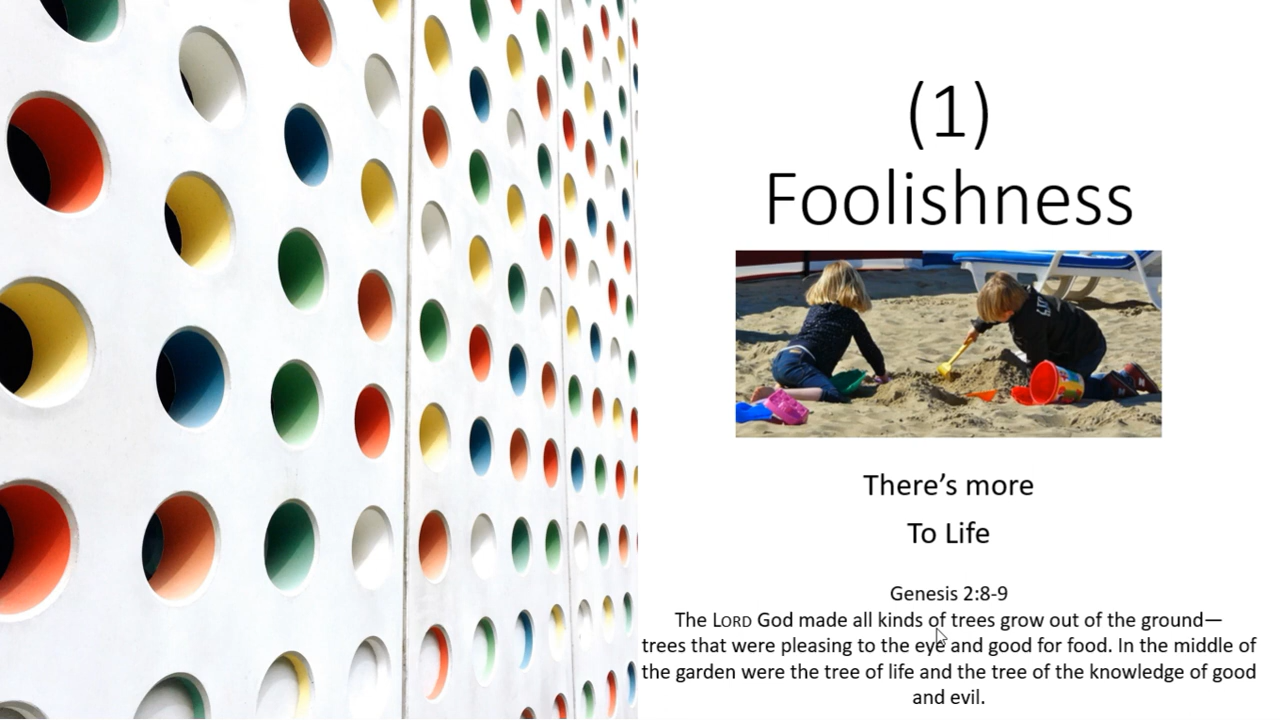 (1)
Foolishness
There’s more
To Life
Genesis 2:8-9
The LORD God made all kinds of trees grow out of the ground—
trees that were pleasing to the eye and good for food. In the middle of
the garden were the tree of life and the tree of the knowledge of good
and evil.